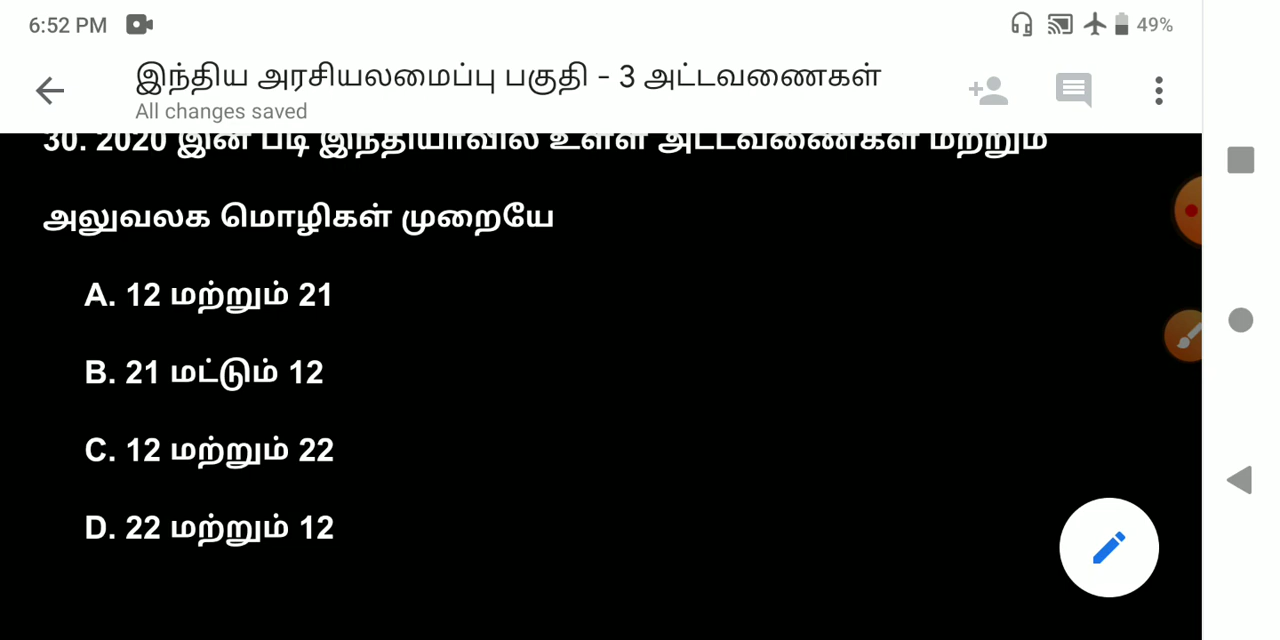 6:52 PM
49%
இந்திய அரசியலமைப்பு பகுதி - 3 அட்டவணைகள்
All changes saved
30. 2020 இன் படி இந்தியாவில் உள்ள அட்டவணைகள் மற்றும்
அலுவலக மொழிகள் முறையே
A. 12 மற்றும் 21
B. 21 மட்டும் 12
C. 12 மற்றும் 22
D. 22 மற்றும் 12